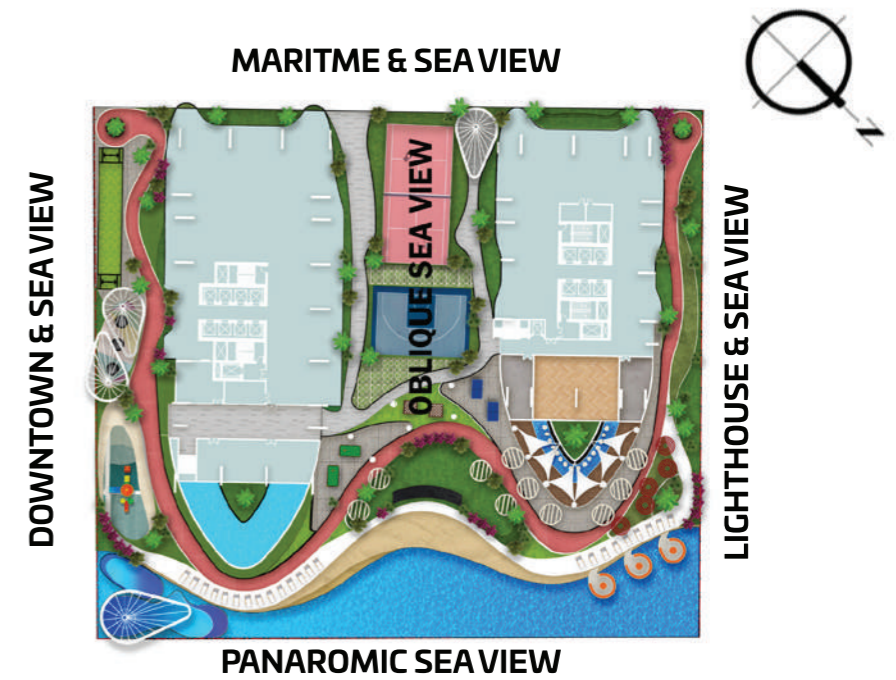 MARITME & SEA VIEW
N
DOWNTOWN & SEA VIEW
OBLIQUE SEA VIEW
LIGHTHOUSE & SEA VIEW
PANAROMIC SEA VIEW